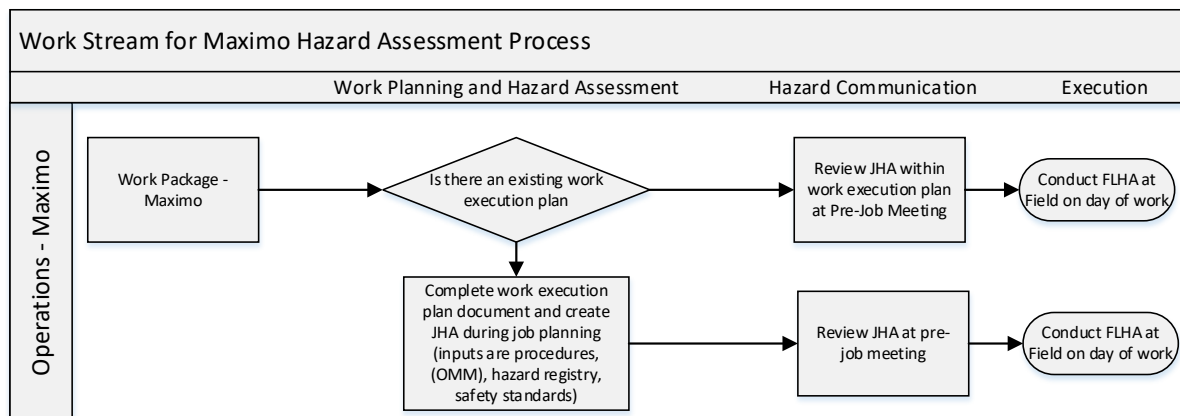 Work Stream for Maximo Hazard Assessment Process
Work Planning and Hazard Assessment
Hazard Communication
Execution
Operations - Maximo
Work Package -
Maximo
Is there an existing work
execution plan
Review JHA within
work execution plan
at Pre-Job Meeting
Conduct FLHA at
Field on day of work
Complete work execution
plan document and create
JHA during job planning
(inputs are procedures,
(OMM), hazard registry,
safety standards)
Review JHA at pre-
job meeting
Conduct FLHA at
Field on day of work